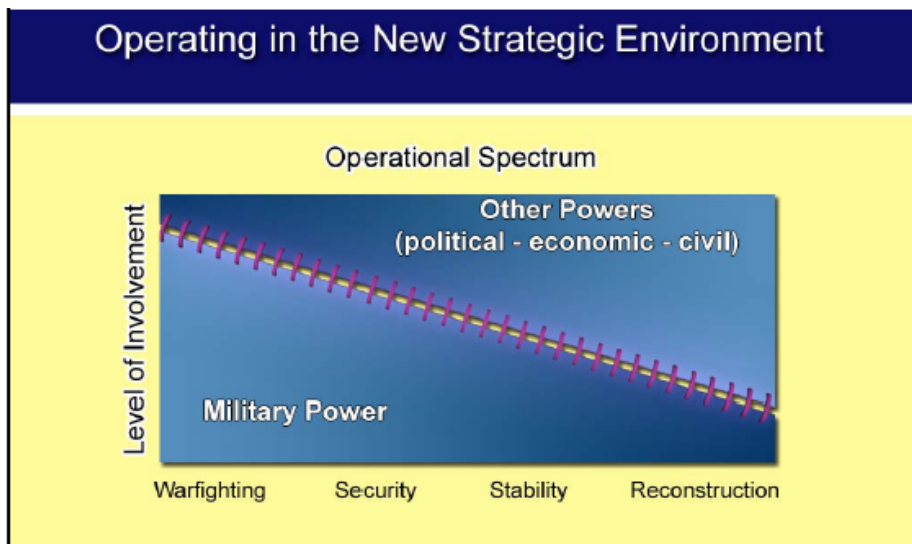 Operating in the New Strategic Environment
Operational Spectrum
Level of Involvement
Other Powers
(political - economic - civil)
Military Power
Warfighting Security Stability Reconstruction